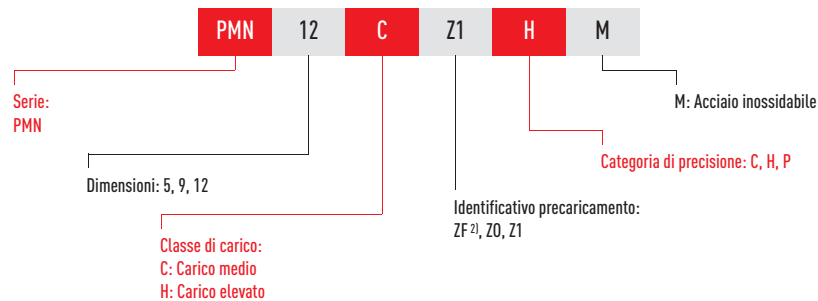 PMN 12 C Z1 H M
Serie:
PMN
M: Acciaio inossidabile
Categoria di precisione: C, H, P
Dimensioni: 5, 9, 12
Identificativo precaricamento:
ZF 2), Z0, Z1
Classe di carico:
C: Carico medio
H: Carico elevato